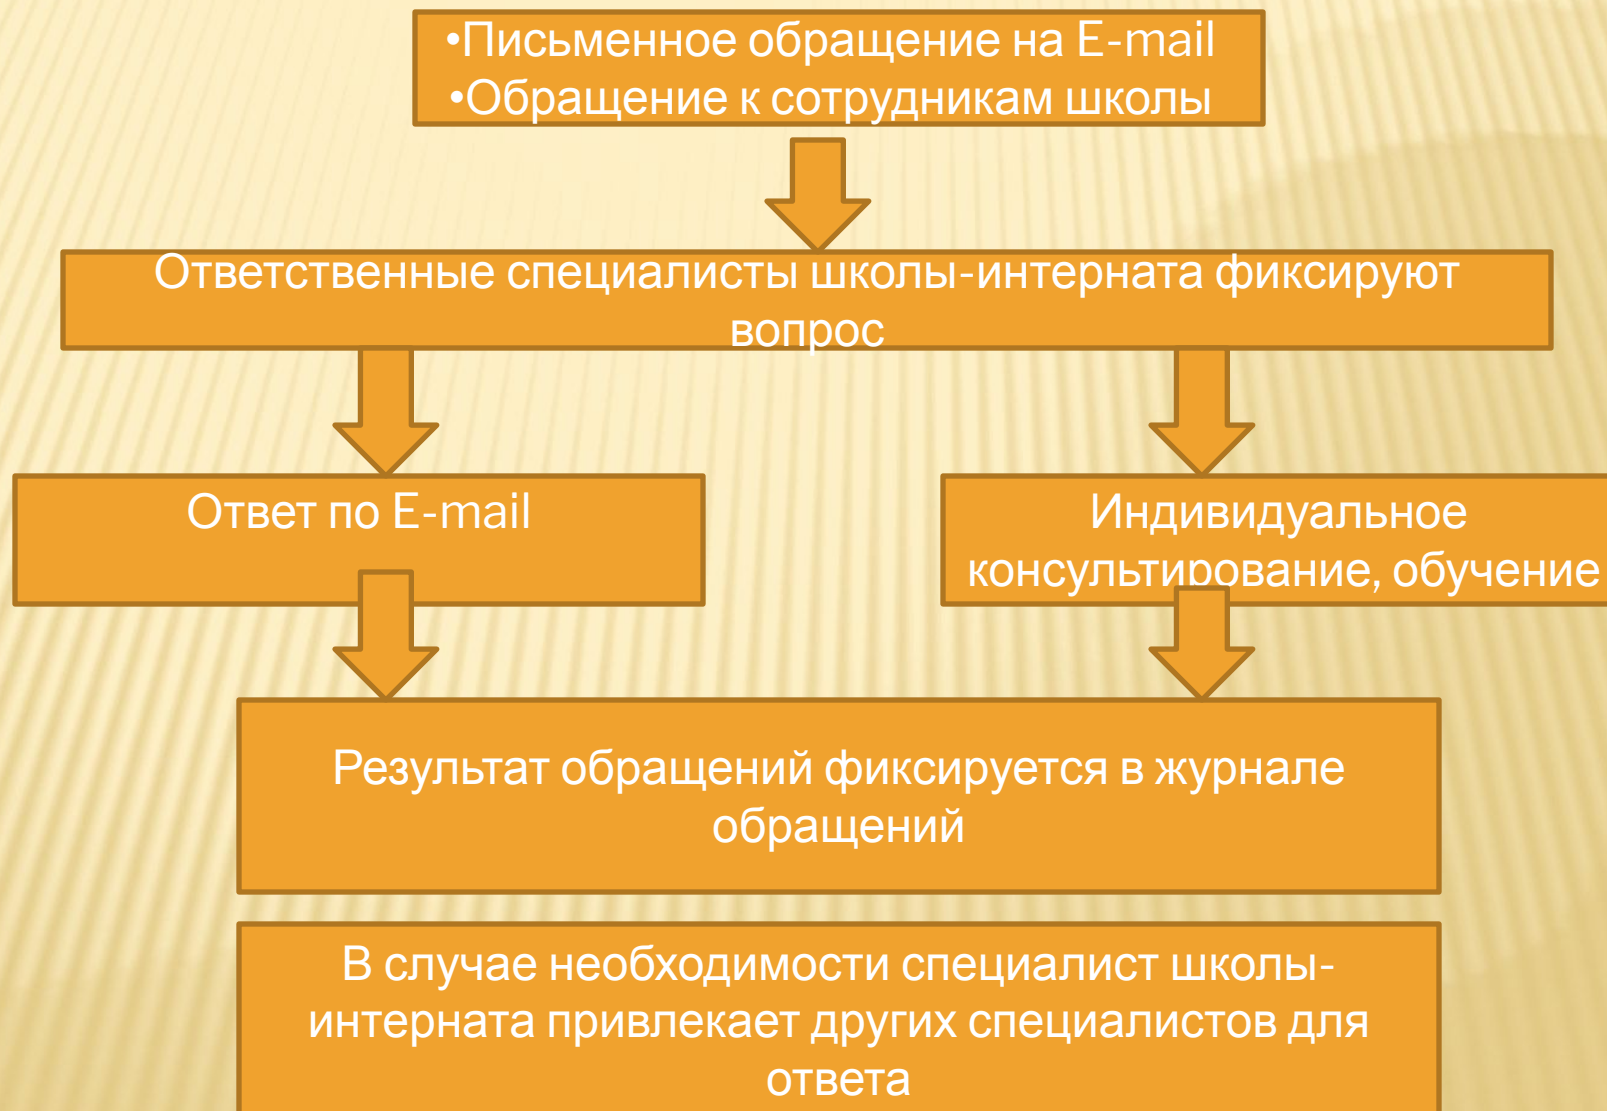 •Письменное обращение на E-mail
•Обращение к сотрудникам школы
Ответственные специалисты школы-интерната фиксируют
вопрос
Ответ по E-mail
Индивидуальное
консультирование, обучение
Результат обращений фиксируется в журнале
обращений
В случае необходимости специалист школы-
интерната привлекает других специалистов для
ответа